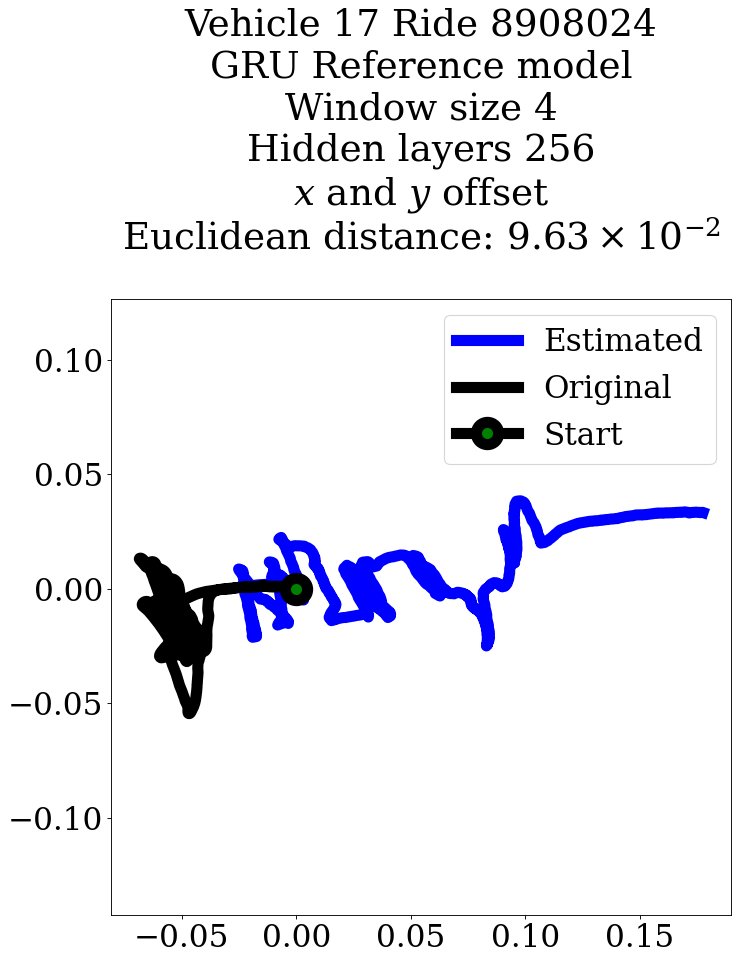 Vehicle 17 Ride 8908024
GRU Reference model
Window size 4
Hidden layers 256
x and y offset
Euclidean distance: 9.63 × 10⁻²
Estimated
Original
Start
0.10
0.05
0.00
−0.05
−0.10
−0.05 0.00 0.05 0.10 0.15